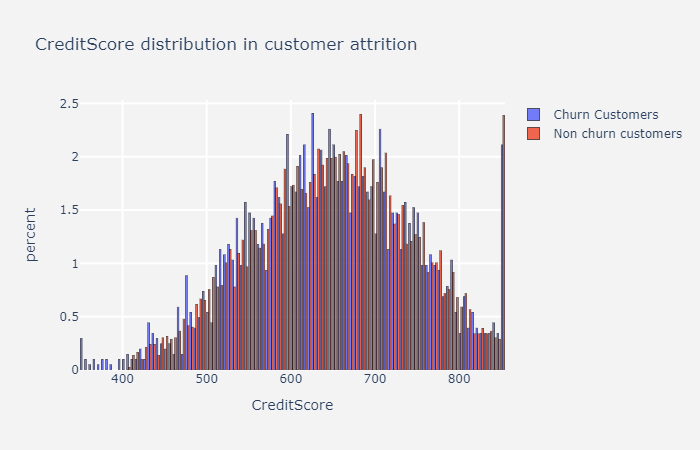 CreditScore distribution in customer attrition
Churn Customers
Non churn customers
percent
2.5
2
1.5
1
0.5
0
400
500
600
700
800
CreditScore